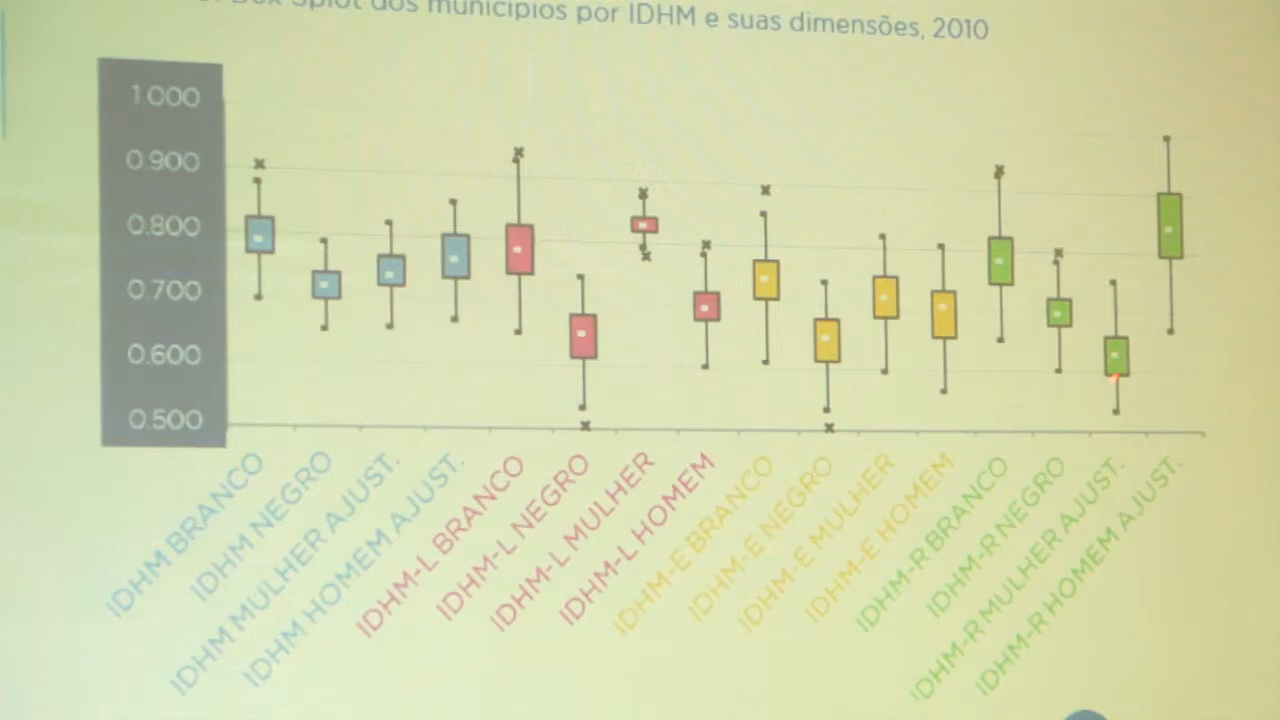 Box Splot dos municípios por IDHM e suas dimensões, 2010
1.000
0.900
0.800
0.700
0.600
0.500
IDHM BRANCO
IDHM NEGRO
IDHM MULHER AJUST.
IDHM HOMEM AJUST.
IDHM-L BRANCO
IDHM-L NEGRO
IDHM-L MULHER
IDHM-L HOMEM
IDHM-E BRANCO
IDHM-E NEGRO
IDHM-E MULHER
IDHM-E HOMEM
IDHM-R BRANCO
IDHM-R NEGRO
IDHM-R MULHER AJUST.
IDHM-R HOMEM AJUST.